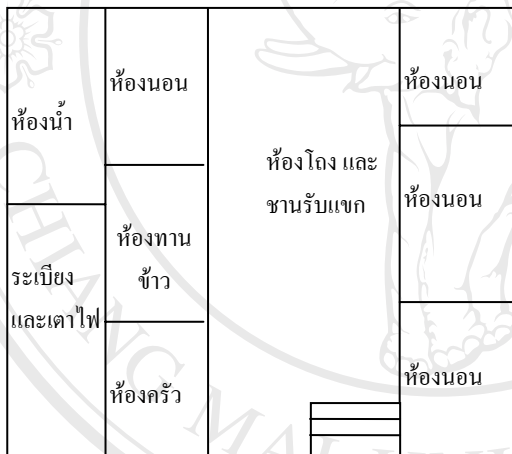 ห้องน้ำ
ระเบียง
และเตาไฟ
ห้องนอน
ห้องทาน
ข้าว
ห้องครัว
ห้องโถง และ
ชานรับแขก
ห้องนอน
ห้องนอน
ห้องนอน
CHIANG MAI